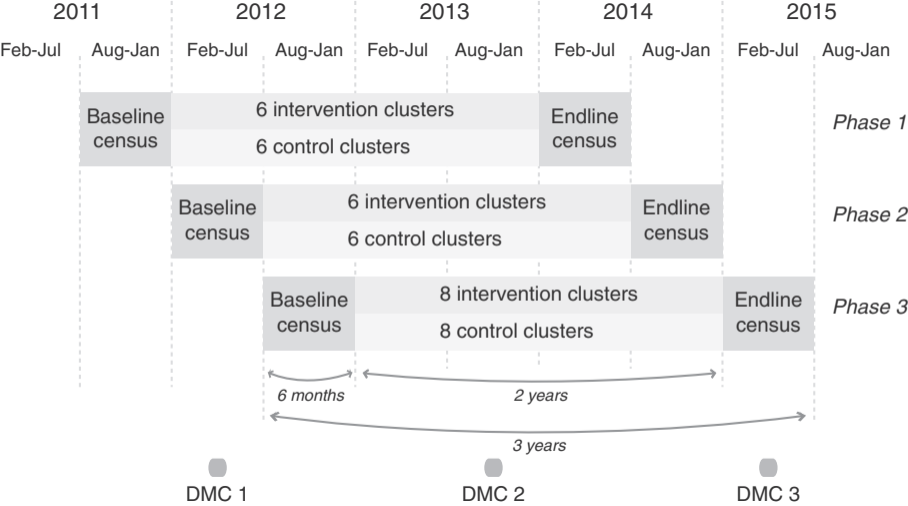 2011 2012 2013 2014 2015
Feb-Jul Aug-Jan Feb-Jul Aug-Jan Feb-Jul Aug-Jan Feb-Jul Aug-Jan Feb-Jul Aug-Jan
Baseline
census
6 intervention clusters
6 control clusters
Endline
census
Phase 1
Baseline
census
6 intervention clusters
6 control clusters
Endline
census
Phase 2
Baseline
census
8 intervention clusters
8 control clusters
Endline
census
Phase 3
6 months
2 years
3 years
DMC 1
DMC 2
DMC 3